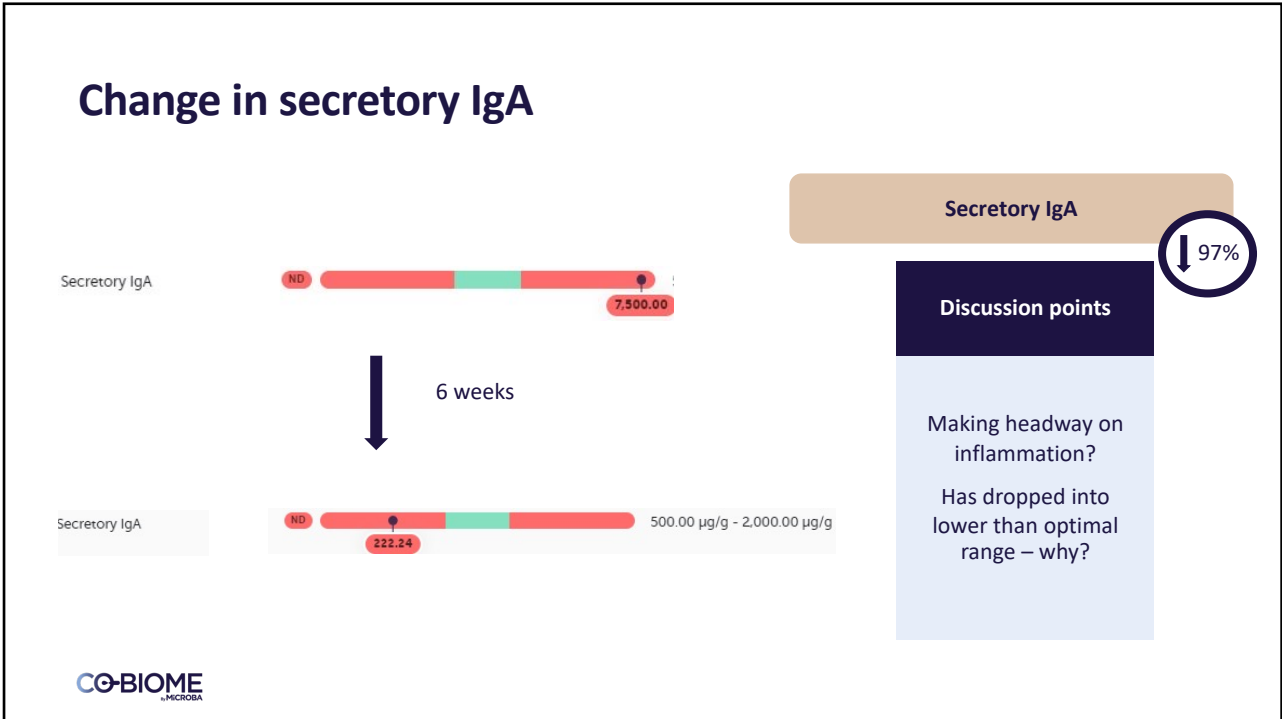 Change in secretory IgA
Secretory IgA
97%
Secretory IgA
ND
7,500.00
Discussion points
6 weeks
Making headway on
inflammation?
Has dropped into
lower than optimal
range – why?
Secretory IgA
ND
222.24
500.00 µg/g - 2,000.00 µg/g
CO-BIOME
by MICROBA